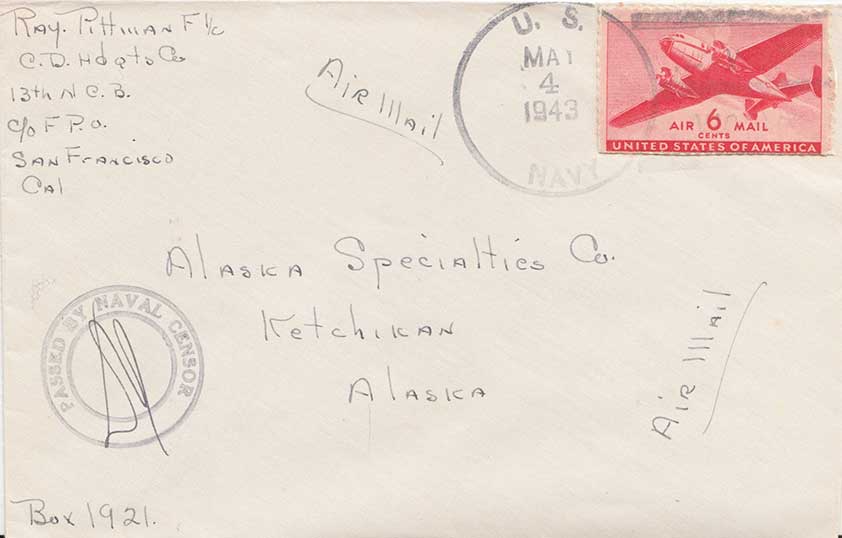 Ray. Pittman F 1/c
C. D. Hdqts Co
13th N C. B.
c/o F P. O.
San Francisco
Cal
Air Mail
U. S.
MAY
4
1943
NAVY
AIR 6 MAIL
CENTS
UNITED STATES OF AMERICA
Alaska Specialties Co.
Ketchikan
Alaska
Air Mail
PASSED BY NAVAL CENSOR
Box 1921.